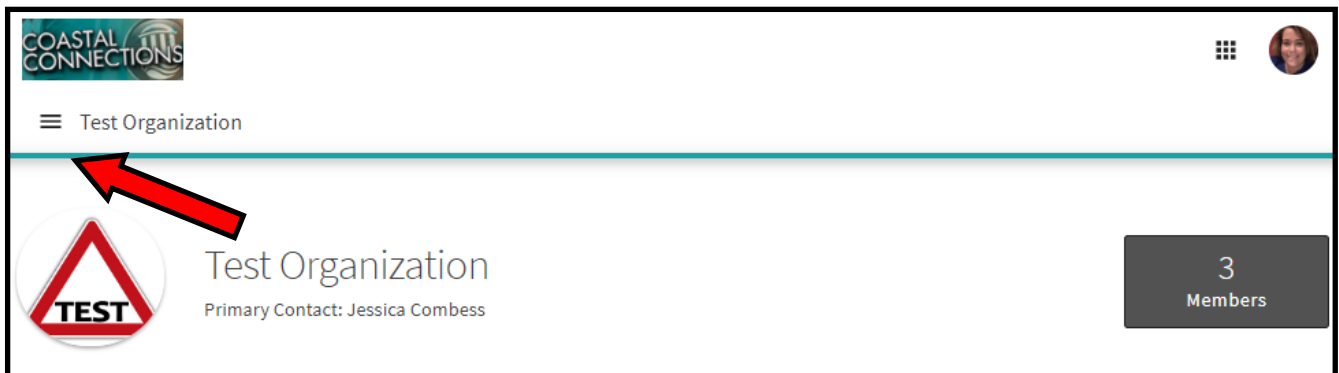 COASTAL
CONNECTIONS
Test Organization
Test Organization
Primary Contact: Jessica Combess
TEST
3
Members